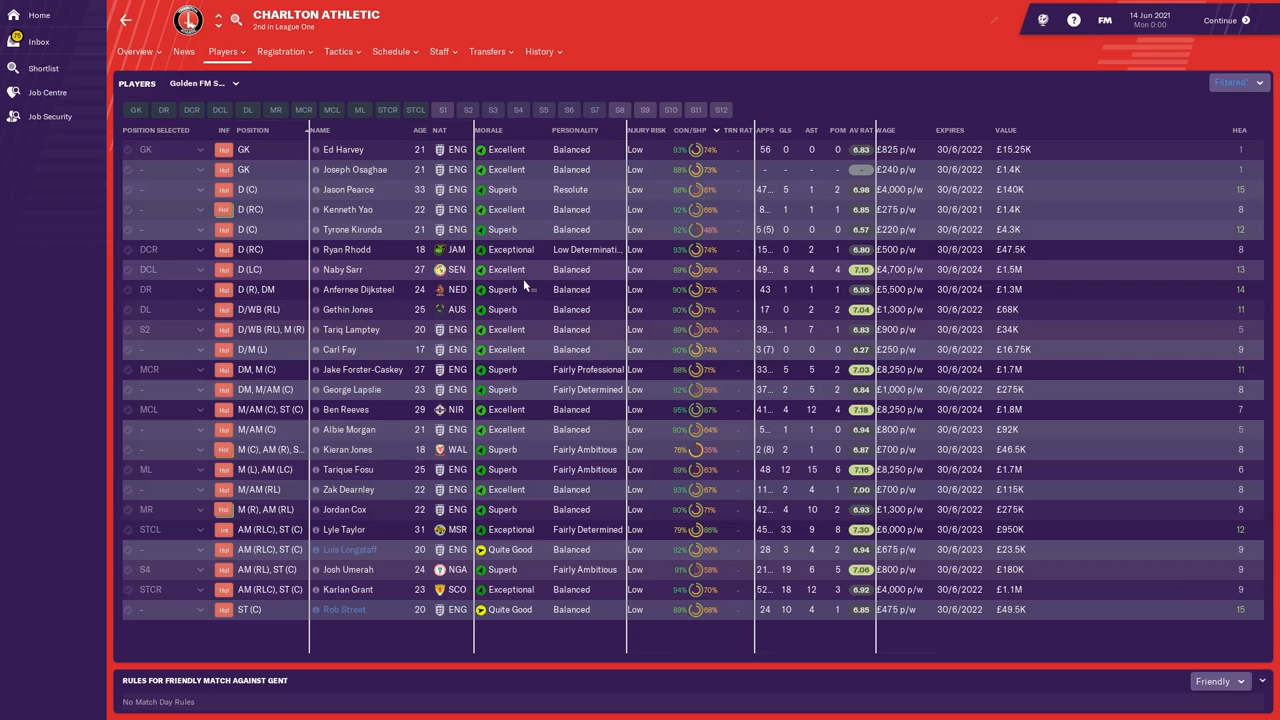 Home
75
Inbox
Shortlist
Job Centre
Job Security
CHARLTON ATHLETIC
2nd in League One
FM
14 Jun 2021
Mon 0:00
Continue
Overview News Players Registration Tactics Schedule Staff Transfers History
PLAYERS Golden FM S... Filtered*
GK DR DCR DCL DL MR MCR MCL ML STCR STCL S1 S2 S3 S4 S5 S6 S7 S8 S9 S10 S11 S12
POSITION SELECTED INF POSITION NAME AGE NAT MORALE PERSONALITY INJURY RISK CON/SHP TRN RAT APPS GLS AST POM AV RAT WAGE EXPIRES VALUE HEA
GK Hol GK Ed Harvey 21 ENG Excellent Balanced Low 93% 74% - 56 0 0 0 6.83 £825 p/w 30/6/2022 £15.25K 1
- Hol GK Joseph Osaghae 21 ENG Excellent Balanced Low 88% 73% - - - - - - £240 p/w 30/6/2022 £1.4K 1
- Hol D (C) Jason Pearce 33 ENG Superb Resolute Low 88% 61% - 47... 5 1 2 6.98 £4,000 p/w 30/6/2022 £140K 15
- Hol D (RC) Kenneth Yao 22 ENG Excellent Balanced Low 92% 66% - 8... 1 1 1 6.85 £275 p/w 30/6/2021 £1.4K 8
- Hol D (C) Tyrone Kirunda 21 ENG Superb Balanced Low 92% 48% - 5 (5) 0 0 0 6.57 £220 p/w 30/6/2022 £4.3K 12
DCR Hol D (RC) Ryan Rhodd 18 JAM Exceptional Low Determinati... Low 93% 74% - 15... 0 2 1 6.80 £500 p/w 30/6/2023 £47.5K 8
DCL Hol D (LC) Naby Sarr 27 SEN Excellent Balanced Low 89% 69% - 49... 8 4 4 7.16 £4,700 p/w 30/6/2024 £1.5M 13
DR Hol D (R), DM Anfernee Dijksteel 24 NED Superb Balanced Low 90% 72% - 43 1 1 1 6.93 £5,500 p/w 30/6/2024 £1.3M 14
DL Hol D/WB (RL) Gethin Jones 25 AUS Superb Balanced Low 90% 71% - 17 0 2 2 7.04 £1,300 p/w 30/6/2022 £68K 11
S2 Hol D/WB (RL), M (R) Tariq Lamptey 20 ENG Excellent Balanced Low 89% 60% - 39... 1 7 1 6.83 £900 p/w 30/6/2023 £34K 5
- Hol D/M (L) Carl Fay 17 ENG Excellent Balanced Low 90% 74% - 3 (7) 0 0 0 6.27 £250 p/w 30/6/2022 £16.75K 9
MCR Hol DM, M (C) Jake Forster-Caskey 27 ENG Superb Fairly Professional Low 88% 71% - 33... 5 5 2 7.03 £8,250 p/w 30/6/2024 £1.7M 11
- Hol DM, M/AM (C) George Lapslie 23 ENG Superb Fairly Determined Low 92% 59% - 37... 2 5 2 6.84 £1,000 p/w 30/6/2022 £275K 8
MCL Hol M/AM (C), ST (C) Ben Reeves 29 NIR Excellent Balanced Low 95% 87% - 41... 4 12 4 7.18 £8,250 p/w 30/6/2024 £1.8M 7
- Hol M/AM (C) Albie Morgan 21 ENG Excellent Balanced Low 90% 64% - 5... 1 0 0 6.94 £800 p/w 30/6/2023 £92K 5
- Hol M (C), AM (R), S... Kieran Jones 18 WAL Superb Fairly Ambitious Low 76% 35% - 2 (8) 2 1 0 6.87 £700 p/w 30/6/2023 £46.5K 8
ML Hol M (L), AM (LC) Tarique Fosu 25 ENG Superb Fairly Ambitious Low 89% 63% - 48 12 15 6 7.16 £8,250 p/w 30/6/2024 £1.7M 6
- Hol M/AM (RL) Zak Dearnley 22 ENG Excellent Balanced Low 93% 67% - 11... 2 4 1 7.00 £700 p/w 30/6/2022 £115K 8
MR Hol M (R), AM (RL) Jordan Cox 22 ENG Superb Balanced Low 90% 71% - 42... 4 10 2 6.93 £1,300 p/w 30/6/2022 £275K 9
STCL Int AM (RLC), ST (C) Lyle Taylor 31 MSR Exceptional Fairly Determined Low 79% 86% - 45... 33 9 8 7.30 £6,000 p/w 30/6/2023 £950K 12
- Hol AM (RLC), ST (C) Luis Longstaff 20 ENG Quite Good Balanced Low 92% 69% - 28 3 4 2 6.94 £675 p/w 30/6/2023 £23.5K 9
S4 Hol AM (RL), ST (C) Josh Umerah 24 NGA Superb Fairly Ambitious Low 91% 58% - 21... 19 6 5 7.06 £800 p/w 30/6/2022 £180K 9
STCR Hol AM (RLC), ST (C) Karlan Grant 23 SCO Exceptional Balanced Low 94% 70% - 52... 18 12 3 6.92 £4,000 p/w 30/6/2022 £1.1M 9
- Hol ST (C) Rob Street 20 ENG Quite Good Balanced Low 89% 68% - 24 10 4 1 6.85 £475 p/w 30/6/2022 £49.5K 15
RULES FOR FRIENDLY MATCH AGAINST GENT Friendly
No Match Day Rules